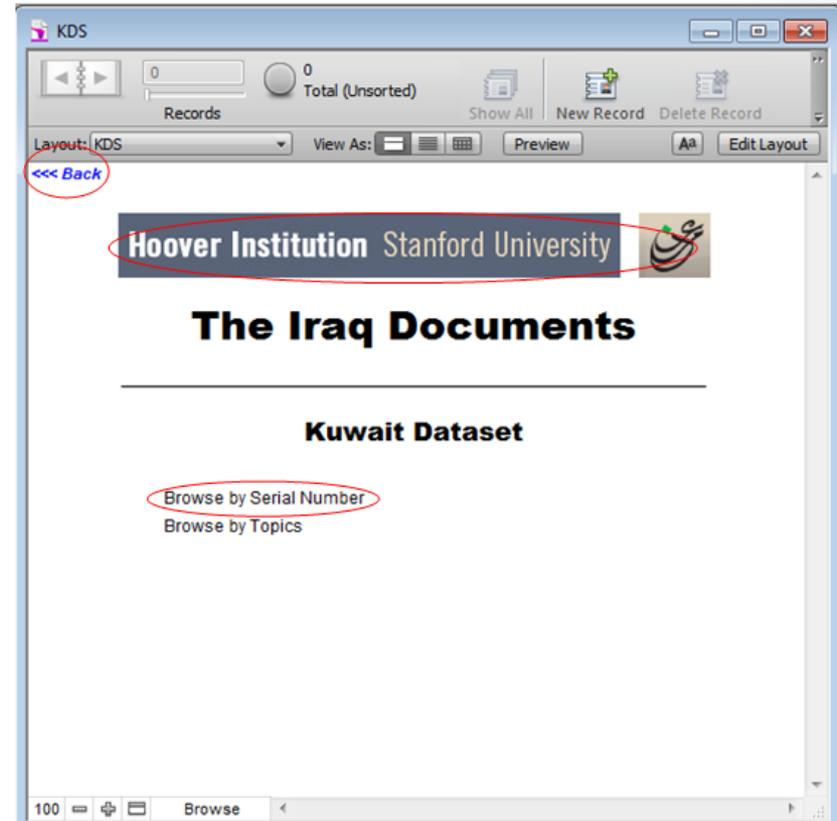 KDS
0
0
Total (Unsorted)
Records
Show All New Record Delete Record
Layout: KDS View As: Preview Aa Edit Layout
<<< Back
Hoover Institution Stanford University
The Iraq Documents
Kuwait Dataset
Browse by Serial Number
Browse by Topics
100 Browse